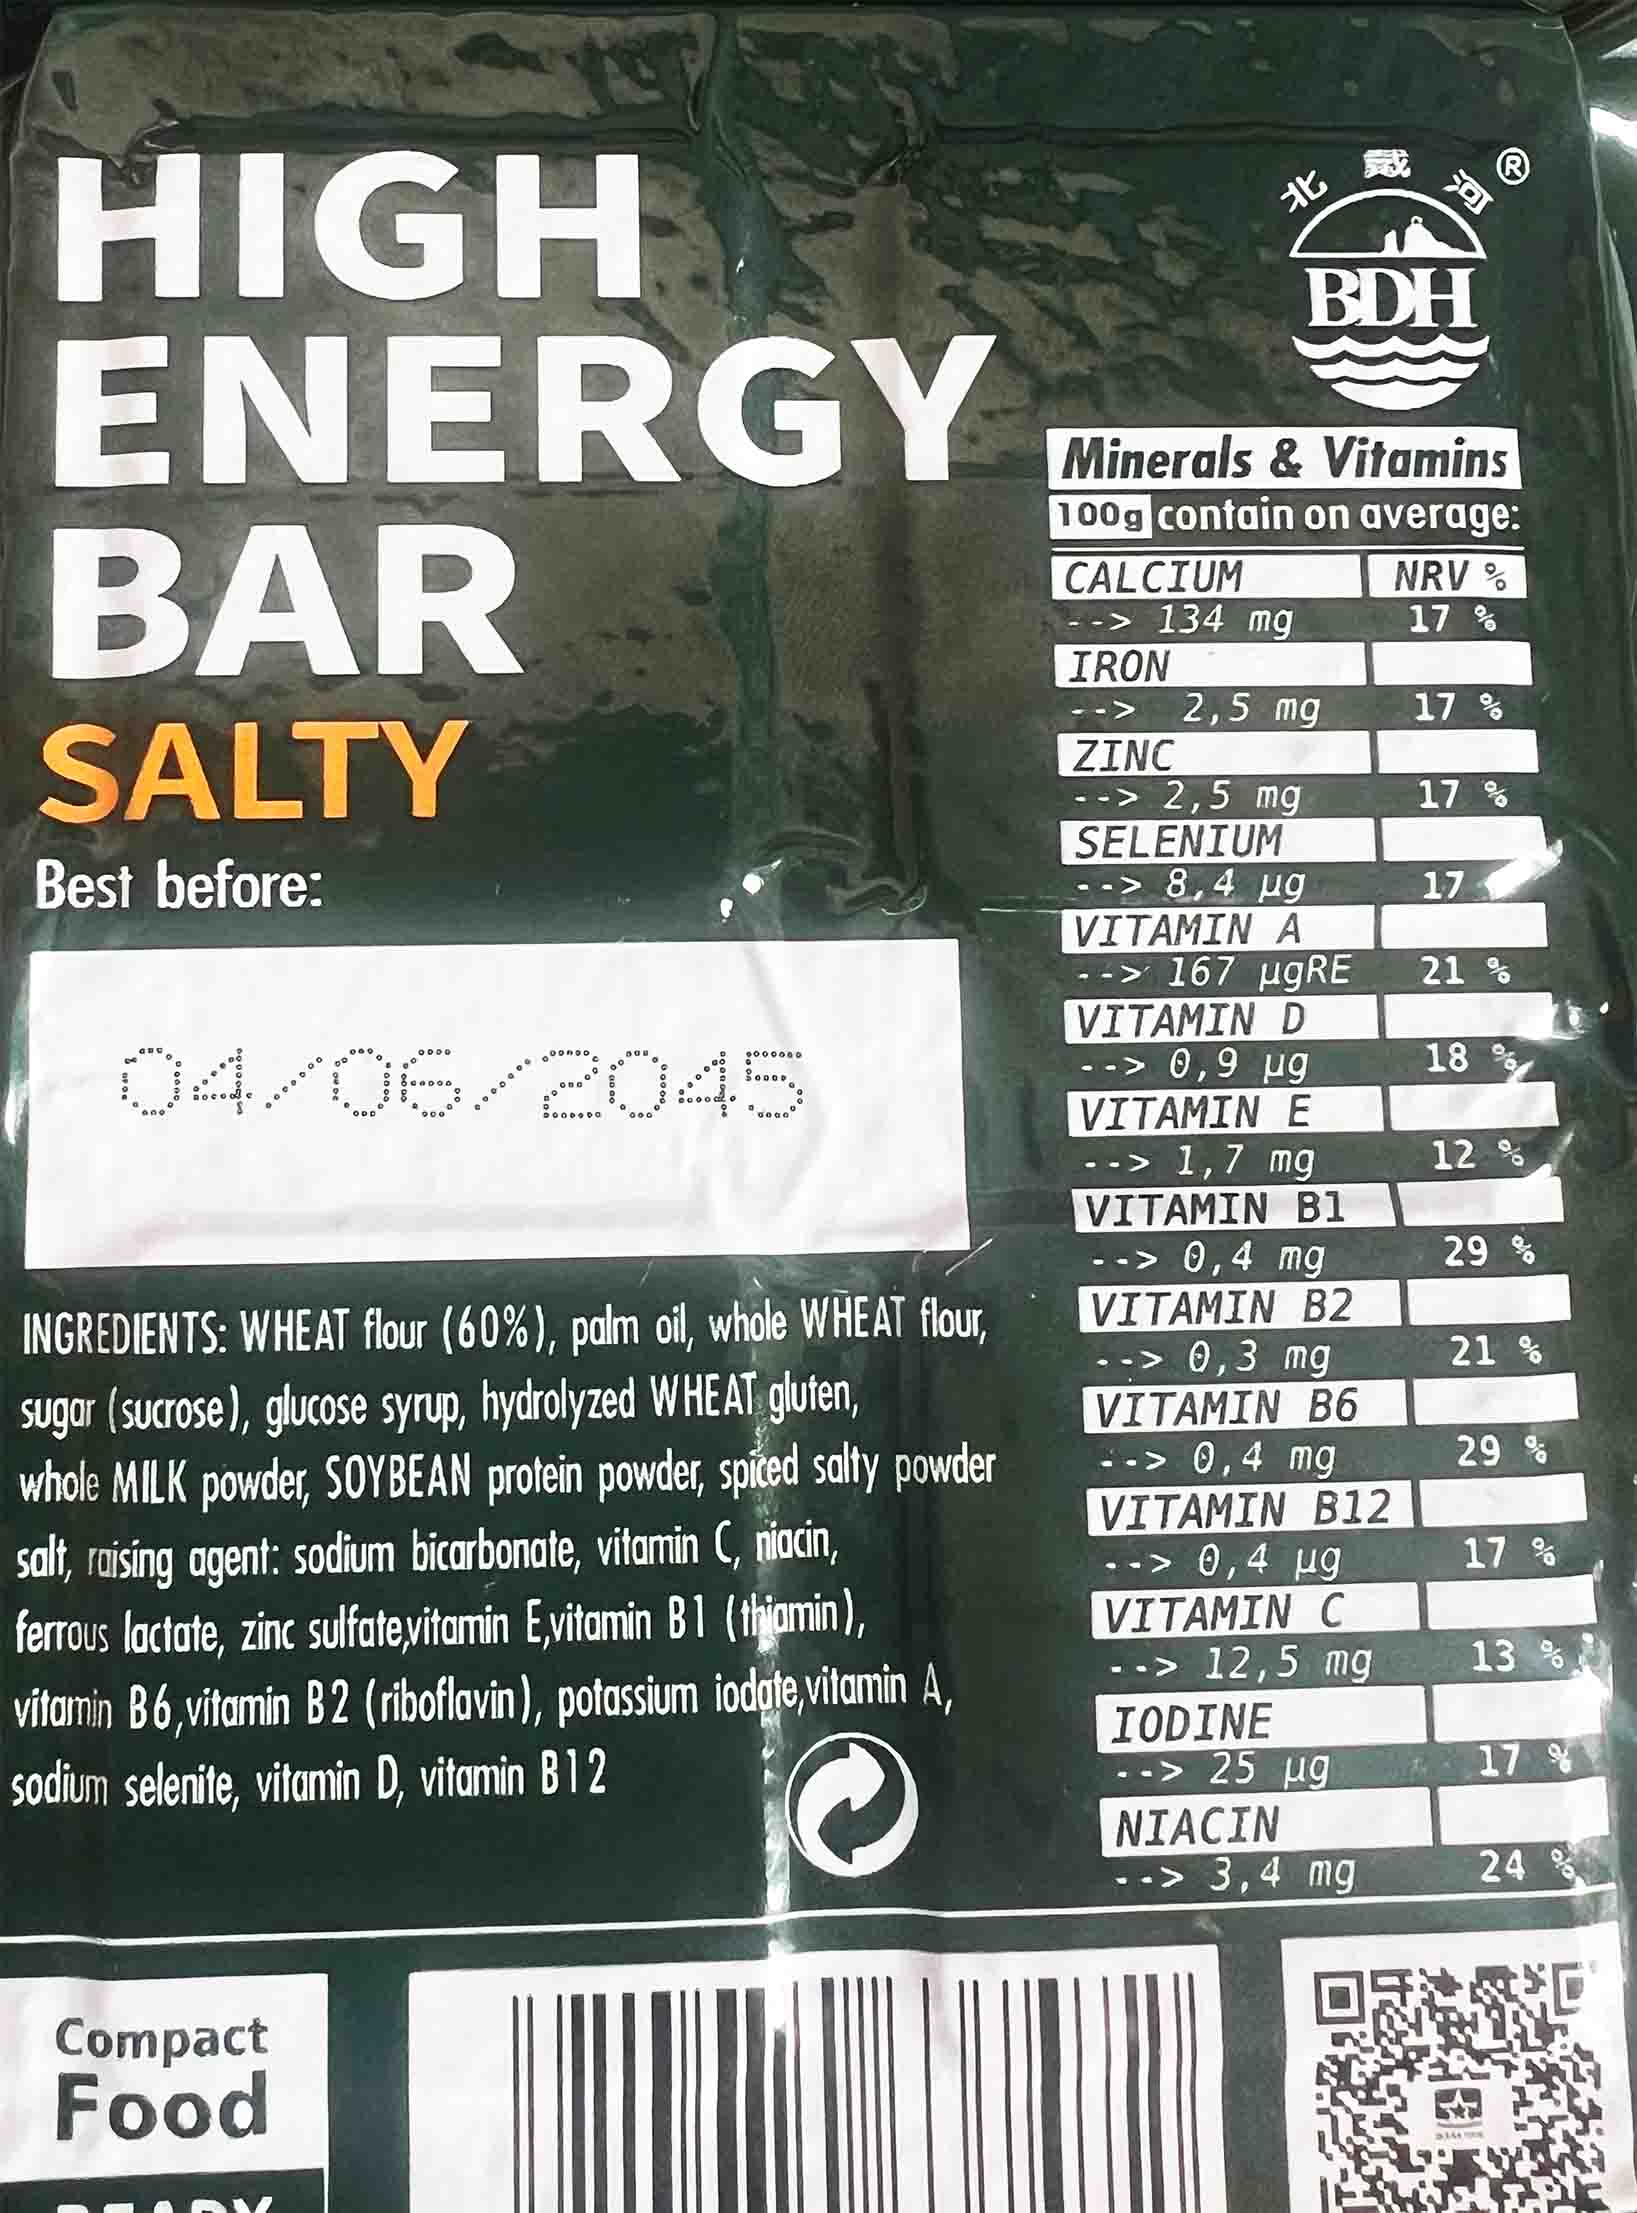 HIGH
ENERGY
BAR
SALTY
Best before:
04/06/2045
INGREDIENTS: WHEAT flour (60%), palm oil, whole WHEAT flour,
sugar (sucrose), glucose syrup, hydrolyzed WHEAT gluten,
whole MILK powder, SOYBEAN protein powder, spiced salty powder
salt, raising agent: sodium bicarbonate, vitamin C, niacin,
ferrous lactate, zinc sulfate,vitamin E,vitamin B1 (thiamin),
vitamin B6,vitamin B2 (riboflavin), potassium iodate,vitamin A,
sodium selenite, vitamin D, vitamin B12
北戴河®
BDH
Minerals & Vitamins
100g contain on average:
CALCIUM NRV %
--> 134 mg 17 %
IRON
--> 2,5 mg 17 %
ZINC
--> 2,5 mg 17 %
SELENIUM
--> 8,4 µg 17
VITAMIN A
--> 167 µgRE 21 %
VITAMIN D
--> 0,9 µg 18 %
VITAMIN E
--> 1,7 mg 12 %
VITAMIN B1
--> 0,4 mg 29 %
VITAMIN B2
--> 0,3 mg 21 %
VITAMIN B6
--> 0,4 mg 29 %
VITAMIN B12
--> 0,4 µg 17 %
VITAMIN C
--> 12,5 mg 13 %
IODINE
--> 25 µg 17 %
NIACIN
--> 3,4 mg 24 %
Compact
Food